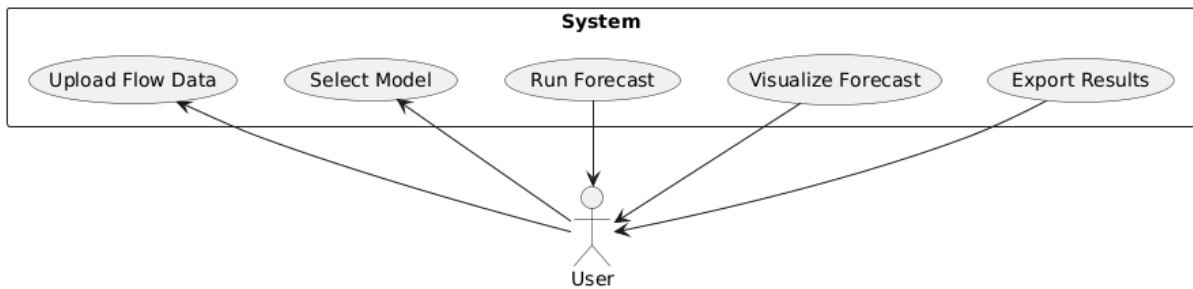 System
Upload Flow Data
Select Model
Run Forecast
Visualize Forecast
Export Results
User